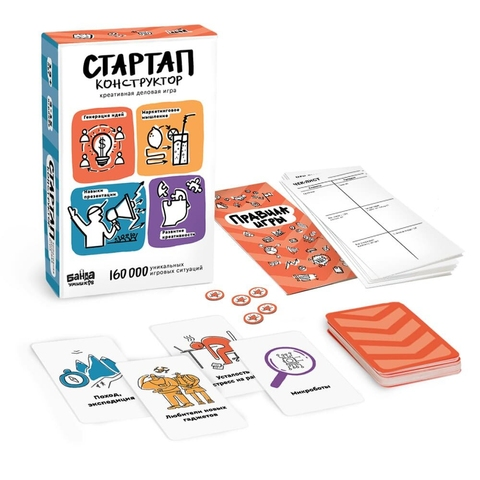 СТАРТАП
КОНСТРУКТОР
креативная деловая игра
Генерация идей
Маркетинговое
мышление
Навыки
презентации
Развитие
креативности
160 000 уникальных
игровых ситуаций
Банда
умников
СТАРТАП
ПРАВИЛА
ИГРЫ
ЧЕК-ЛИСТ
Поход,
экспедиция
Любители новых
гаджетов
Усталость
стресс на ра
Микроботы